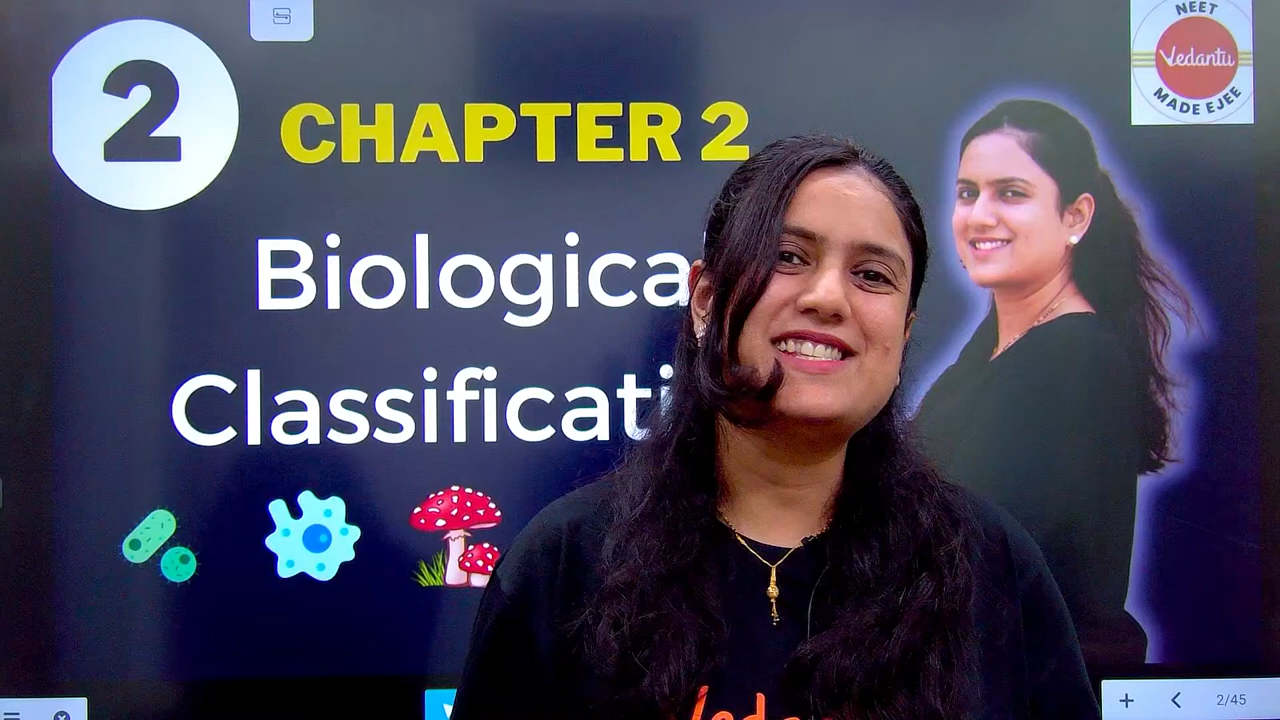 2
CHAPTER 2
Biologica
Classificati
NEET
Vedantu
MADE EJEE
2/45